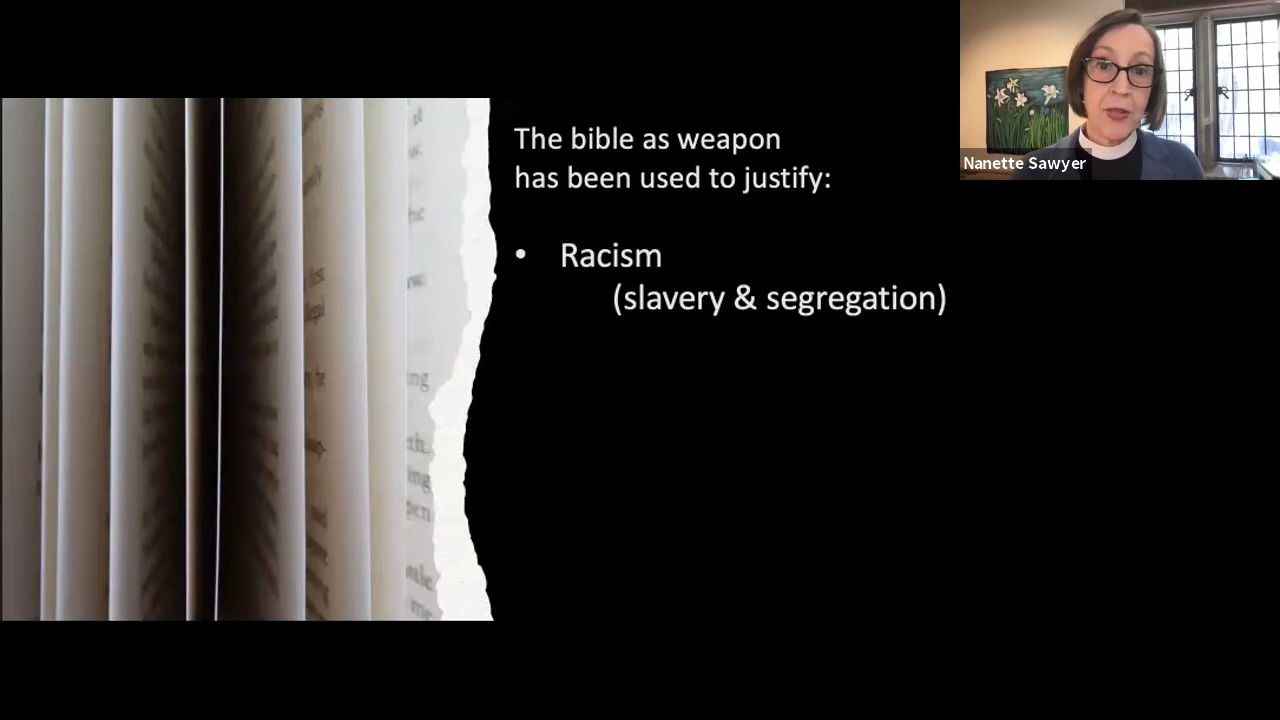 The bible as weapon
has been used to justify:
• Racism
(slavery & segregation)
Nanette Sawyer